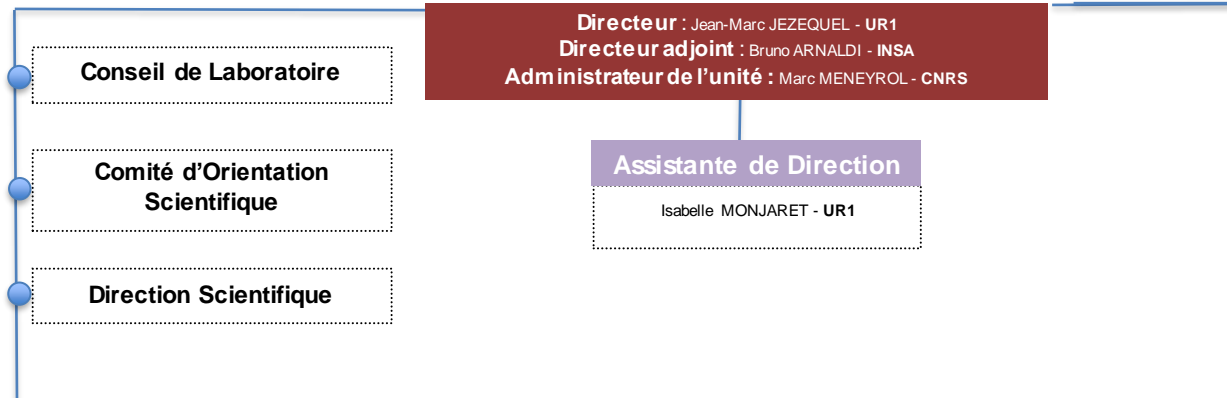 Directeur : Jean-Marc JEZEQUEL - UR1
Directeur adjoint : Bruno ARNALDI - INSA
Administrateur de l'unité : Marc MENEYROL - CNRS
Conseil de Laboratoire
Comité d'Orientation
Scientifique
Direction Scientifique
Assistante de Direction
Isabelle MONJARET - UR1